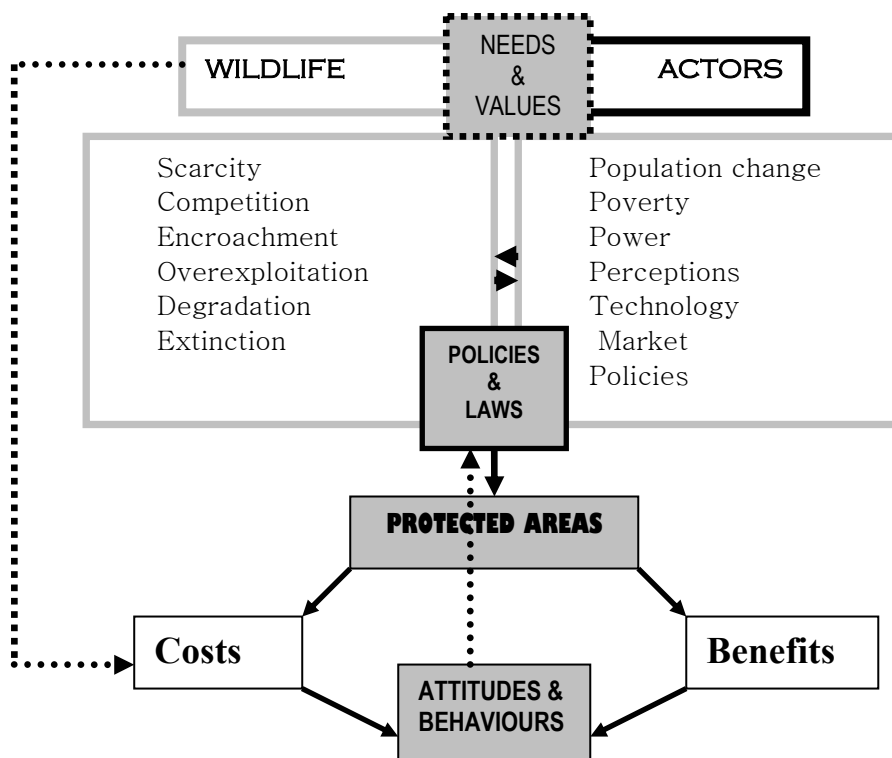 WILDLIFE
NEEDS
&
VALUES
ACTORS
Scarcity
Competition
Encroachment
Overexploitation
Degradation
Extinction
Population change
Poverty
Power
Perceptions
Technology
Market
Policies
POLICIES
&
LAWS
PROTECTED AREAS
Costs
Benefits
ATTITUDES &
BEHAVIOURS